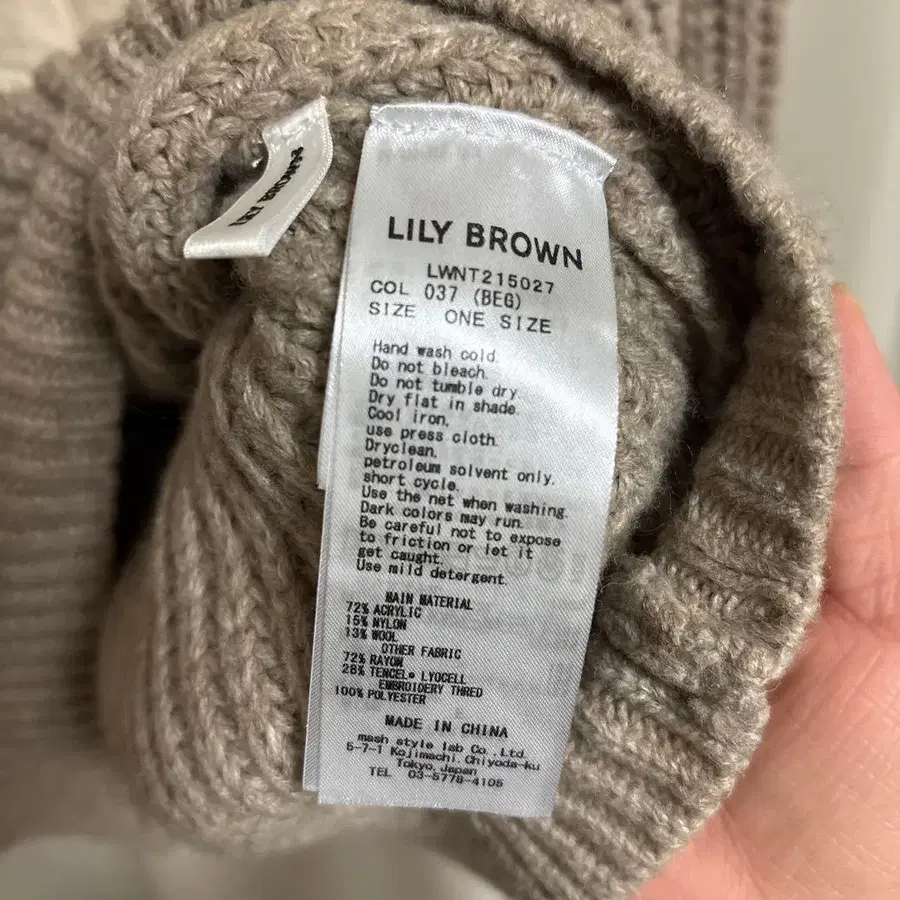 LILY BROWN
LILY BROWN
LWNT215027
COL 037 (BEG)
SIZE ONE SIZE
Hand wash cold.
Do not bleach.
Do not tumble dry.
Dry flat in shade.
Cool iron,
use press cloth.
Dryclean,
petroleum solvent only.
short cycle.
Use the net when washing.
Dark colors may run.
Be careful not to expose
to friction or let it
get caught.
Use mild detergent.
MAIN MATERIAL
72% ACRYLIC
15% NYLON
13% WOOL
OTHER FABRIC
72% RAYON
28% TENCEL® LYOCELL
EMBROIDERY THRED
100% POLYESTER
MADE IN CHINA
mash style lab Co., Ltd.
5-7-1 Kojimachi, Chiyoda-ku
Tokyo, Japan
TEL 03-5778-4105